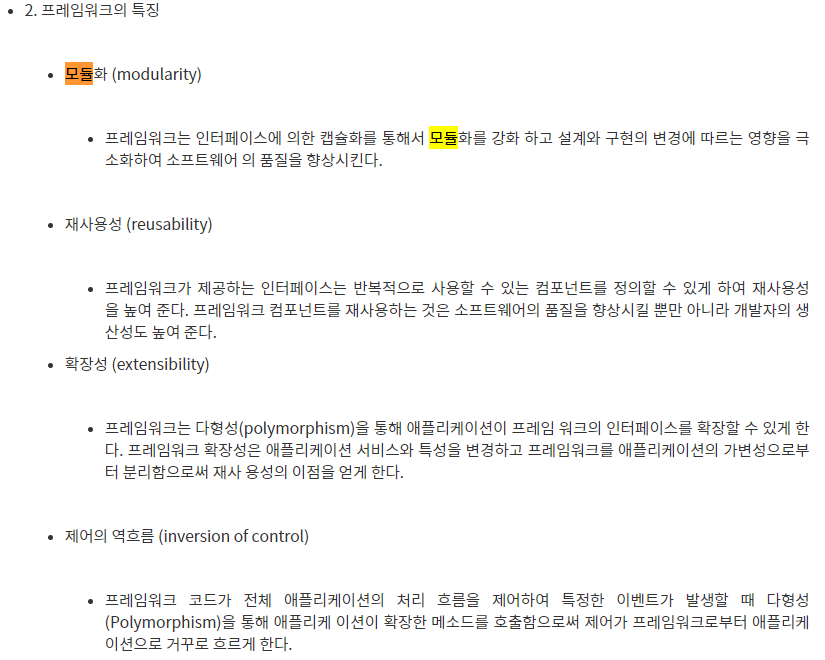 2. 프레임워크의 특징
모듈화 (modularity)
프레임워크는 인터페이스에 의한 캡슐화를 통해서 모듈화를 강화 하고 설계와 구현의 변경에 따르는 영향을 극
소화하여 소프트웨어 의 품질을 향상시킨다.
재사용성 (reusability)
프레임워크가 제공하는 인터페이스는 반복적으로 사용할 수 있는 컴포넌트를 정의할 수 있게 하여 재사용성
을 높여 준다. 프레임워크 컴포넌트를 재사용하는 것은 소프트웨어의 품질을 향상시킬 뿐만 아니라 개발자의 생
산성도 높여 준다.
확장성 (extensibility)
프레임워크는 다형성(polymorphism)을 통해 애플리케이션이 프레임 워크의 인터페이스를 확장할 수 있게 한
다. 프레임워크 확장성은 애플리케이션 서비스와 특성을 변경하고 프레임워크를 애플리케이션의 가변성으로부
터 분리함으로써 재사 용성의 이점을 얻게 한다.
제어의 역흐름 (inversion of control)
프레임워크 코드가 전체 애플리케이션의 처리 흐름을 제어하여 특정한 이벤트가 발생할 때 다형성
(Polymorphism)을 통해 애플리케 이션이 확장한 메소드를 호출함으로써 제어가 프레임워크로부터 애플리케
이션으로 거꾸로 흐르게 한다.